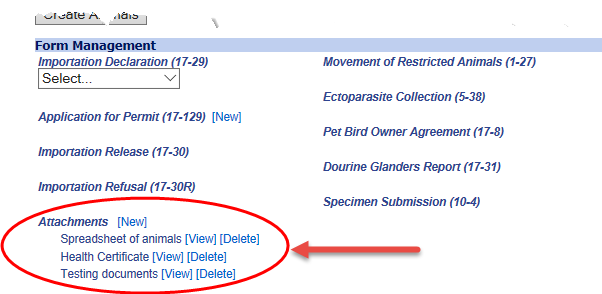 Create Animals
Form Management
Importation Declaration (17-29)
Select...
Application for Permit (17-129) [New]
Importation Release (17-30)
Importation Refusal (17-30R)
Attachments [New]
Spreadsheet of animals [View] [Delete]
Health Certificate [View] [Delete]
Testing documents [View] [Delete]
Movement of Restricted Animals (1-27)
Ectoparasite Collection (5-38)
Pet Bird Owner Agreement (17-8)
Dourine Glanders Report (17-31)
Specimen Submission (10-4)